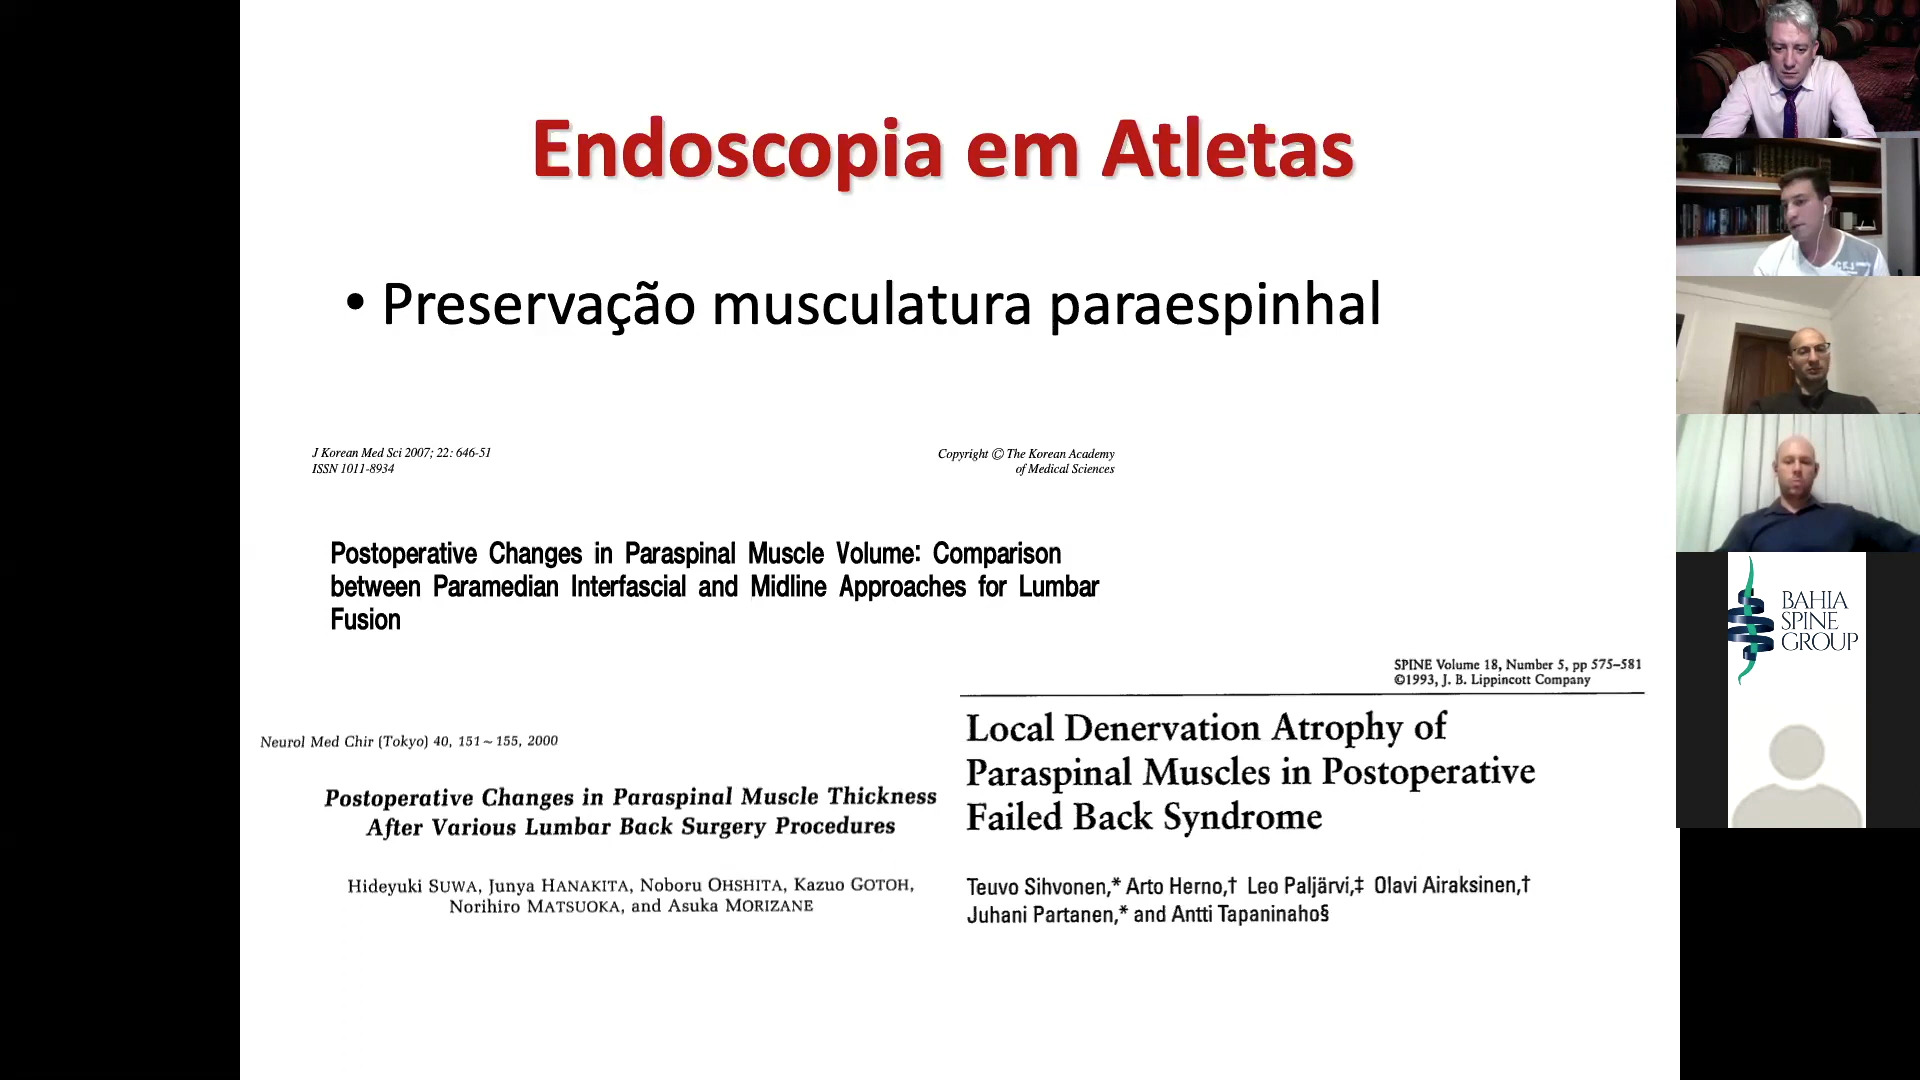 Endoscopia em Atletas
• Preservação musculatura paraespinhal
J Korean Med Sci 2007; 22: 646-51
ISSN 1011-8934
Copyright © The Korean Academy
of Medical Sciences
Postoperative Changes in Paraspinal Muscle Volume: Comparison
between Paramedian Interfascial and Midline Approaches for Lumbar
Fusion
SPINE Volume 18, Number 5, pp 575–581
©1993, J. B. Lippincott Company
Local Denervation Atrophy of
Paraspinal Muscles in Postoperative
Failed Back Syndrome
Teuvo Sihvonen,* Arto Herno,† Leo Paljärvi,‡ Olavi Airaksinen,†
Juhani Partanen,* and Antti Tapaninaho§
Neurol Med Chir (Tokyo) 40, 151~155, 2000
Postoperative Changes in Paraspinal Muscle Thickness
After Various Lumbar Back Surgery Procedures
Hideyuki SUWA, Junya HANAKITA, Noboru OHSHITA, Kazuo GOTOH,
Norihiro MATSUOKA, and Asuka MORIZANE
BAHIA
SPINE
GROUP